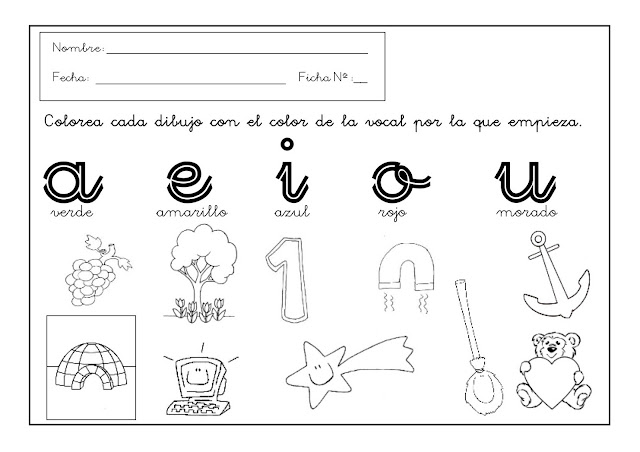 Nombre:
Fecha: Ficha Nº:
Colorea cada dibujo con el color de la vocal por la que empieza.
a e i o u
verde amarillo azul rojo morado
1